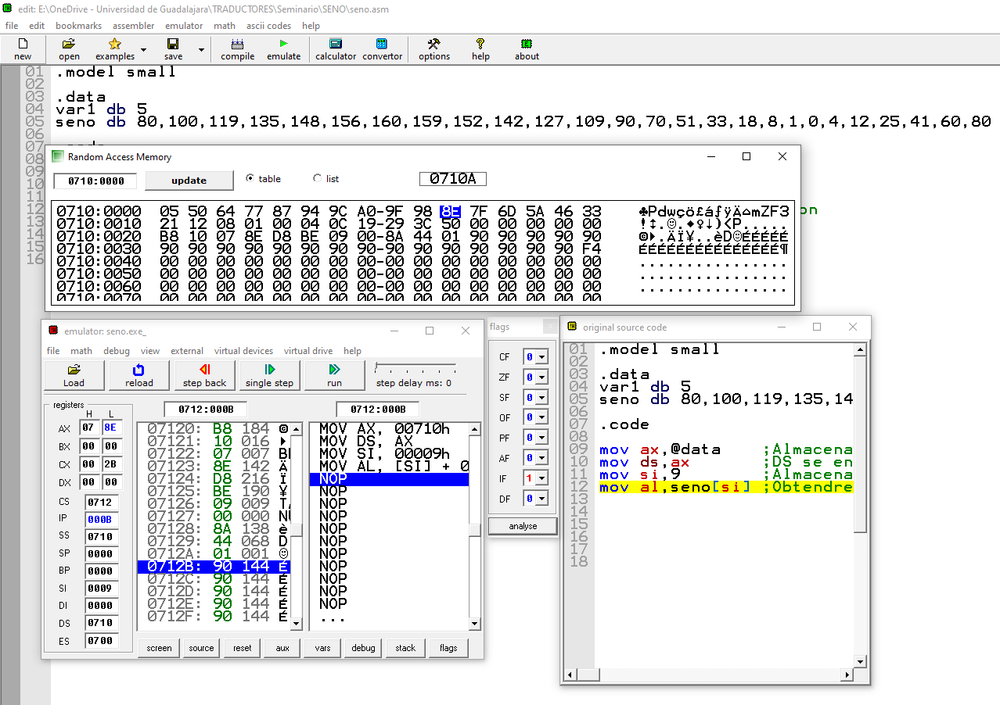 edit: E:\OneDrive - Universidad de Guadalajara\TRADUCTORES\Seminario\SENO\seno.asm
file edit bookmarks assembler emulator math ascii codes help
new open examples save compile emulate calculator convertor options help about
01 .model small
02
03 .data
04 var1 db 5
05 seno db 80,100,119,135,148,156,160,159,152,142,127,109,90,70,51,33,18,8,1,0,4,12,25,41,60,80
06
07
08
09
10
11
12 on
13
14
15
16
Random Access Memory
0710:0000 update table list 0710A
0710:0000 05 50 64 77 87 94 9C A0-9F 98 8E 7F 6D 5A 46 33 ♣Pdwçö£áƒÿÄ⌂mZF3
0710:0010 21 12 08 01 00 04 0C 19-29 3C 50 00 00 00 00 00 !↕.☺.♦♀↓)<P.....
0710:0020 B8 10 07 8E D8 BE 09 00-8A 44 01 90 90 90 90 90 ©►.ÄÏ¥..èD☺ÉÉÉÉÉ
0710:0030 90 90 90 90 90 90 90 90-90 90 90 90 90 90 90 F4 ÉÉÉÉÉÉÉÉÉÉÉÉÉÉÉ¶
0710:0040 00 00 00 00 00 00 00 00-00 00 00 00 00 00 00 00 ................
0710:0050 00 00 00 00 00 00 00 00-00 00 00 00 00 00 00 00 ................
0710:0060 00 00 00 00 00 00 00 00-00 00 00 00 00 00 00 00 ................
0710:0070 00 00 00 00 00 00 00 00-00 00 00 00 00 00 00 00
emulator: seno.exe_
file math debug view external virtual devices virtual drive help
Load reload step back single step run step delay ms: 0
registers
H L
AX 07 8E
BX 00 00
CX 00 2B
DX 00 00
CS 0712
IP 000B
SS 0710
SP 0000
BP 0000
SI 0009
DI 0000
DS 0710
ES 0700
0712:000B
07120: B8 184 ©
07121: 10 016 ►
07122: 07 007
07123: 8E 142 Ä
07124: D8 216 Ï
07125: BE 190 ¥
07126: 09 009
07127: 00 000
07128: 8A 138 è
07129: 44 068 D
0712A: 01 001 ☺
0712B: 90 144 É
0712C: 90 144 É
0712D: 90 144 É
0712E: 90 144 É
0712F: 90 144 É
0712:000B
MOV AX, 00710h
MOV DS, AX
MOV SI, 00009h
MOV AL, [SI] + 0
NOP
NOP
NOP
NOP
NOP
NOP
NOP
NOP
NOP
NOP
NOP
...
screen source reset aux vars debug stack flags
flags
CF 0
ZF 0
SF 0
OF 0
PF 0
AF 0
IF 1
DF 0
analyse
original source code
01 .model small
02
03 .data
04 var1 db 5
05 seno db 80,100,119,135,14
06
07 .code
08
09 mov ax,@data ;Almacena
10 mov ds,ax ;DS se en
11 mov si,9 ;Almacena
12 mov al,seno[si] ;Obtendre
13
14
15
16
17
18